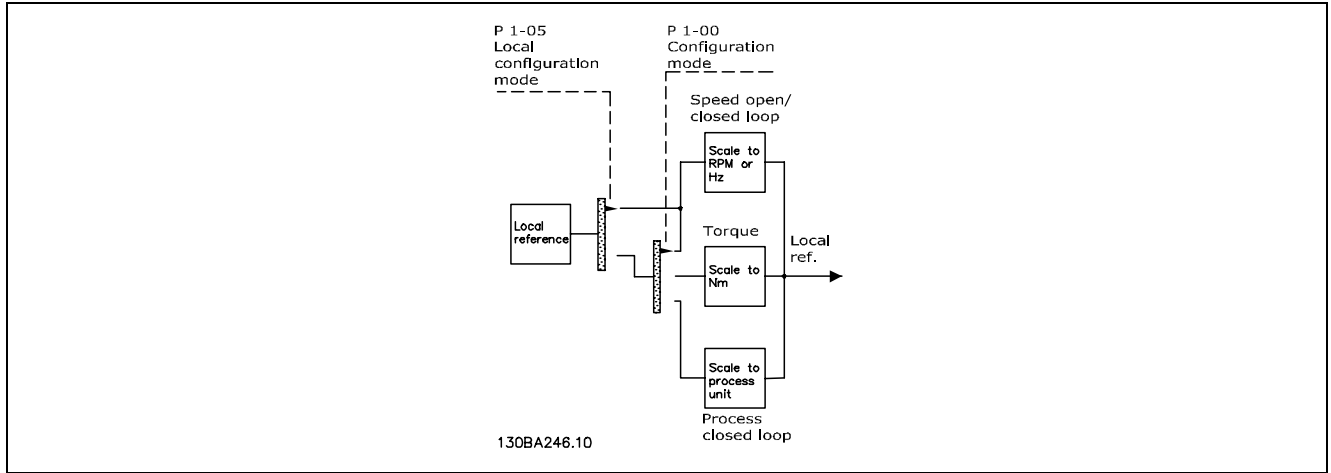 P 1-05
Local
configuration
mode
P 1-00
Configuration
mode
Speed open/
closed loop
Scale to
RPM or
Hz
Local
reference
Torque
Scale to
Nm
Local
ref.
Scale to
process
unit
Process
closed loop
130BA246.10